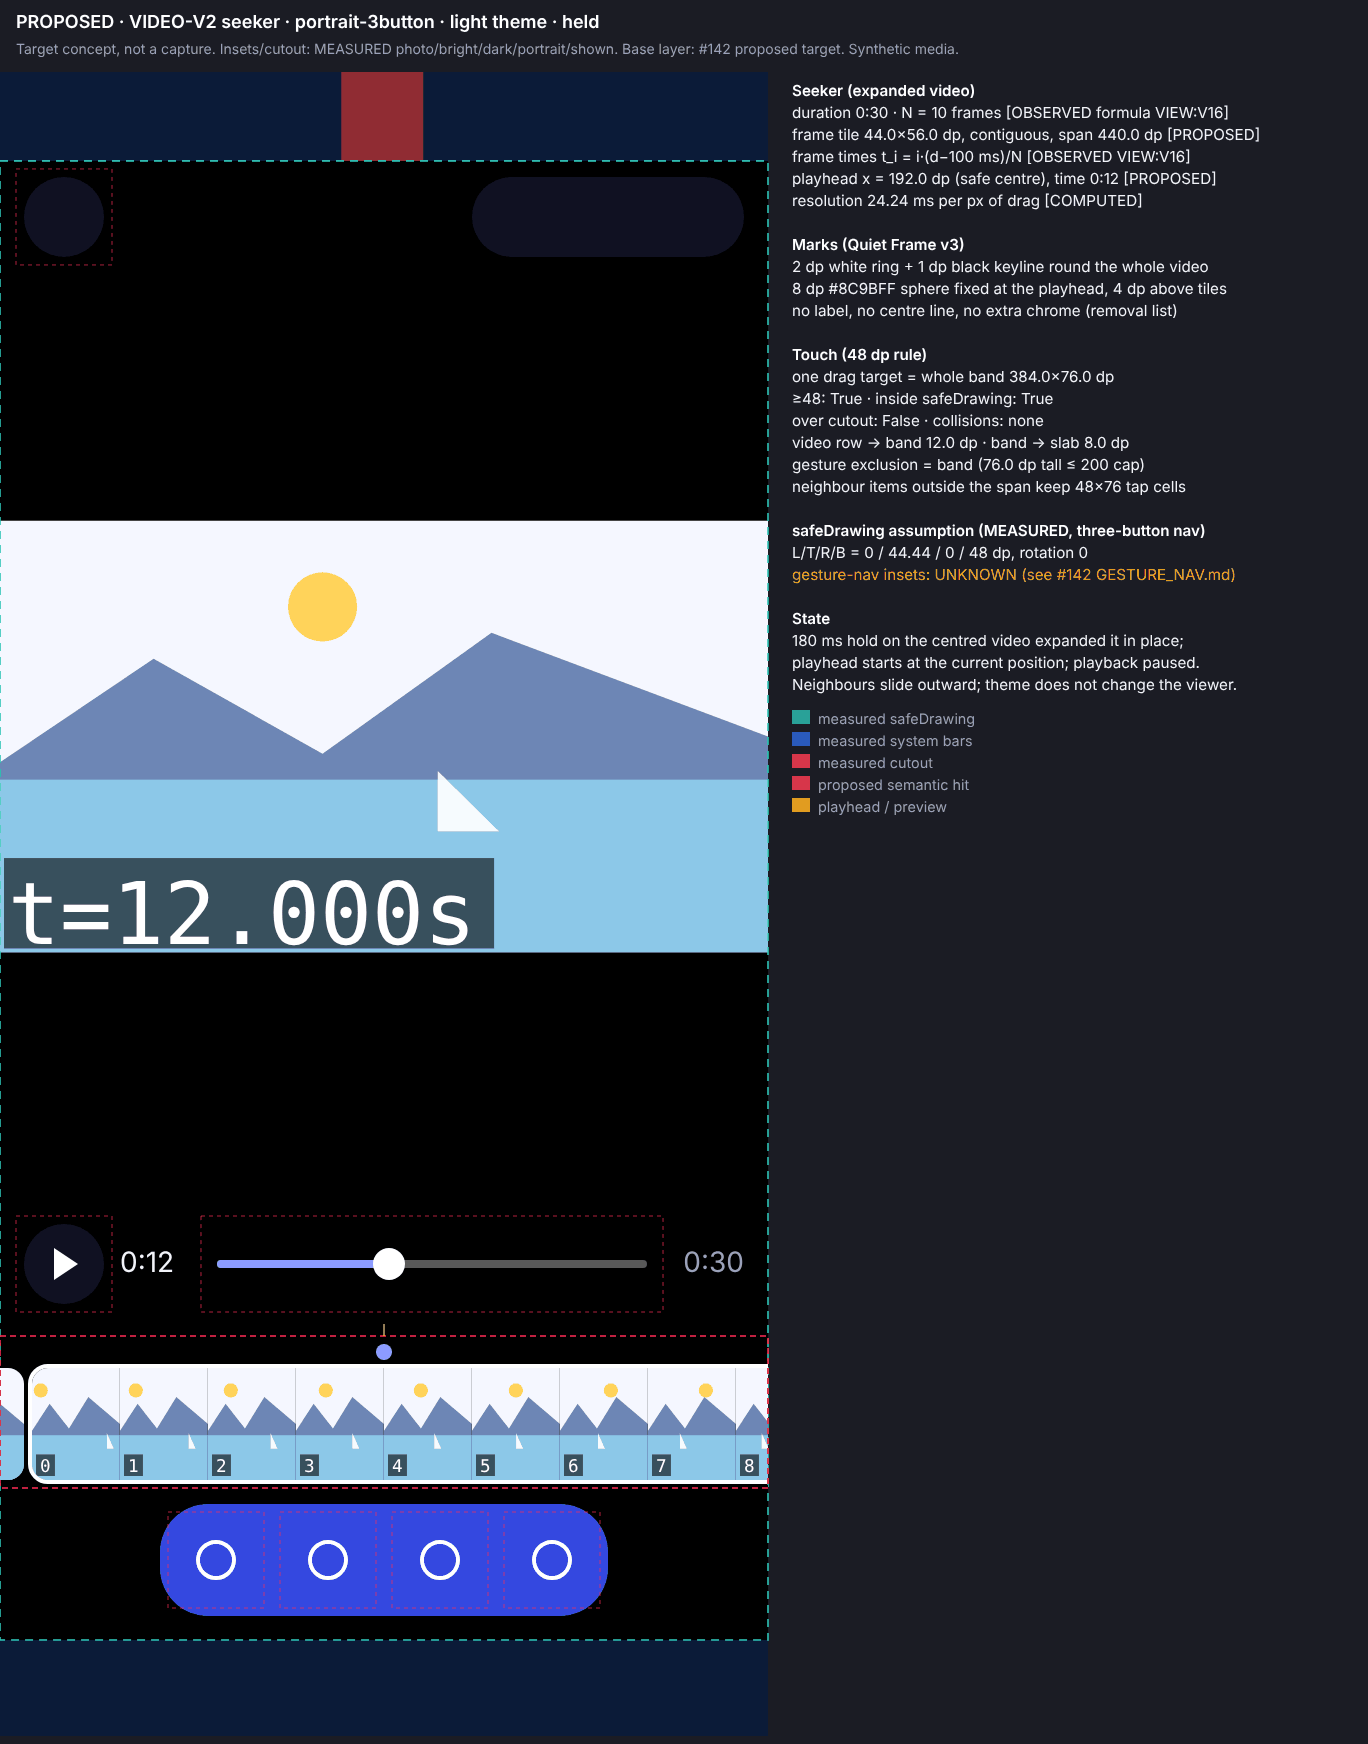 PROPOSED · VIDEO-V2 seeker · portrait-3button · light theme · held
Target concept, not a capture. Insets/cutout: MEASURED photo/bright/dark/portrait/shown. Base layer: #142 proposed target. Synthetic media.
Seeker (expanded video)
duration 0:30 · N = 10 frames [OBSERVED formula VIEW:V16]
frame tile 44.0×56.0 dp, contiguous, span 440.0 dp [PROPOSED]
frame times t_i = i·(d−100 ms)/N [OBSERVED VIEW:V16]
playhead x = 192.0 dp (safe centre), time 0:12 [PROPOSED]
resolution 24.24 ms per px of drag [COMPUTED]
Marks (Quiet Frame v3)
2 dp white ring + 1 dp black keyline round the whole video
8 dp #8C9BFF sphere fixed at the playhead, 4 dp above tiles
no label, no centre line, no extra chrome (removal list)
Touch (48 dp rule)
one drag target = whole band 384.0×76.0 dp
≥48: True · inside safeDrawing: True
over cutout: False · collisions: none
video row → band 12.0 dp · band → slab 8.0 dp
gesture exclusion = band (76.0 dp tall ≤ 200 cap)
neighbour items outside the span keep 48×76 tap cells
safeDrawing assumption (MEASURED, three-button nav)
L/T/R/B = 0 / 44.44 / 0 / 48 dp, rotation 0
gesture-nav insets: UNKNOWN (see #142 GESTURE_NAV.md)
State
180 ms hold on the centred video expanded it in place;
playhead starts at the current position; playback paused.
Neighbours slide outward; theme does not change the viewer.
measured safeDrawing
measured system bars
measured cutout
proposed semantic hit
playhead / preview
t=12.000s
0:12 0:30
0 1 2 3 4 5 6 7 8